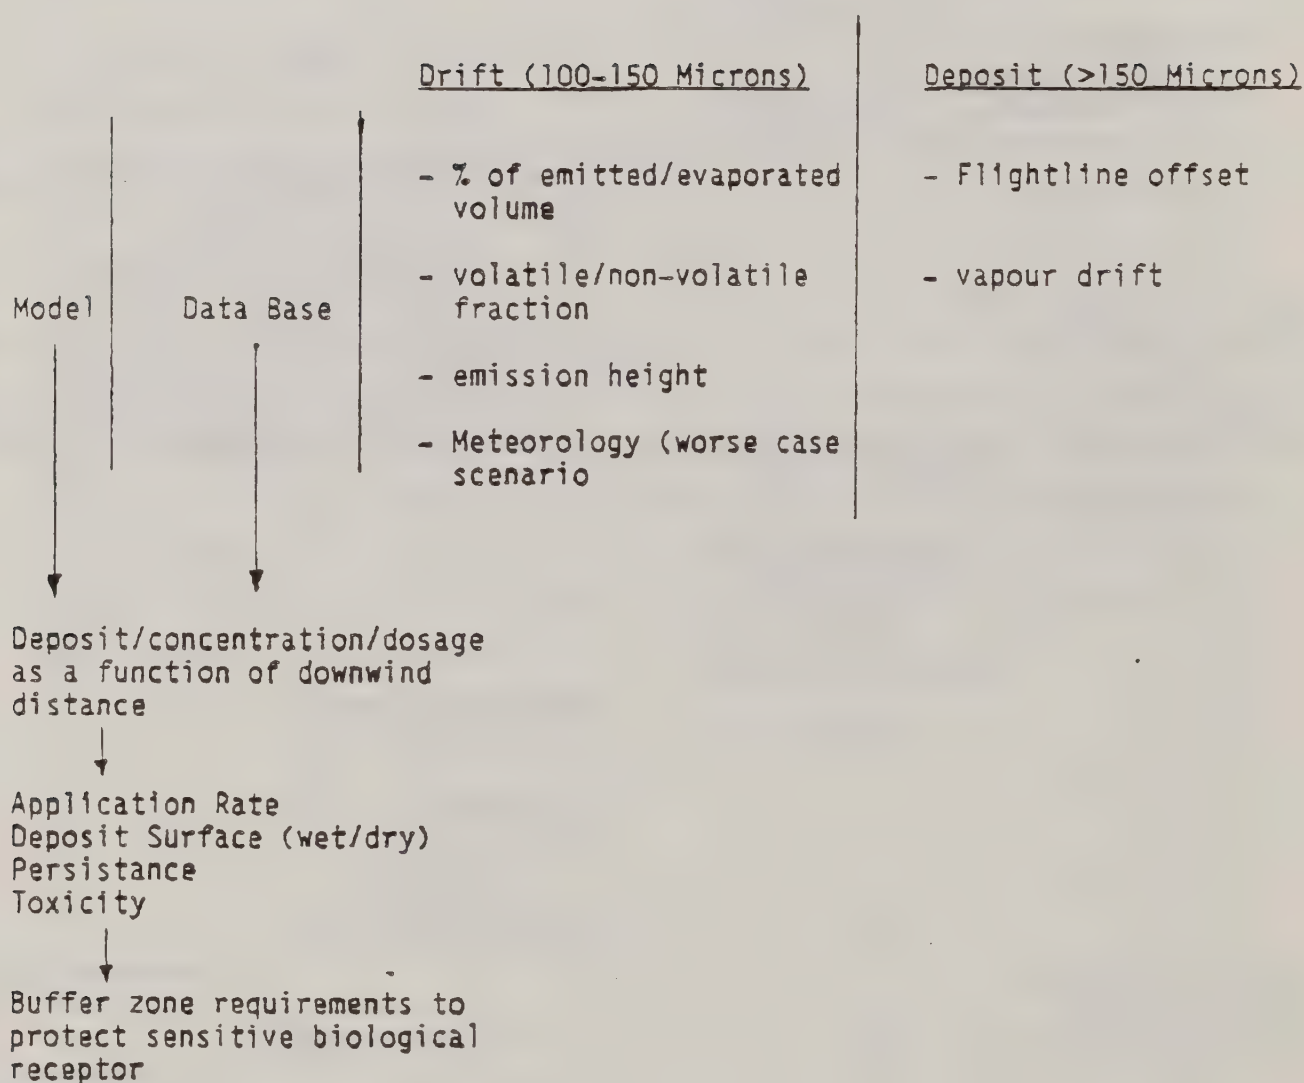 Drift (100-150 Microns)
Deposit (>150 Microns)
- % of emitted/evaporated
volume
- volatile/non-volatile
fraction
- emission height
- Meteorology (worse case
scenario
- Flightline offset
- vapour drift
Model
Data Base
Deposit/concentration/dosage
as a function of downwind
distance
Application Rate
Deposit Surface (wet/dry)
Persistance
Toxicity
Buffer zone requirements to
protect sensitive biological
receptor